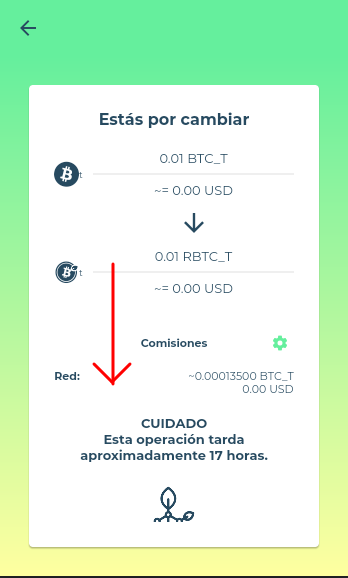 Estás por cambiar
0.01 BTC_T
t
~= 0.00 USD
0.01 RBTC_T
t
~= 0.00 USD
Comisiones
Red: ~0.00013500 BTC_T
0.00 USD
CUIDADO
Esta operación tarda
aproximadamente 17 horas.